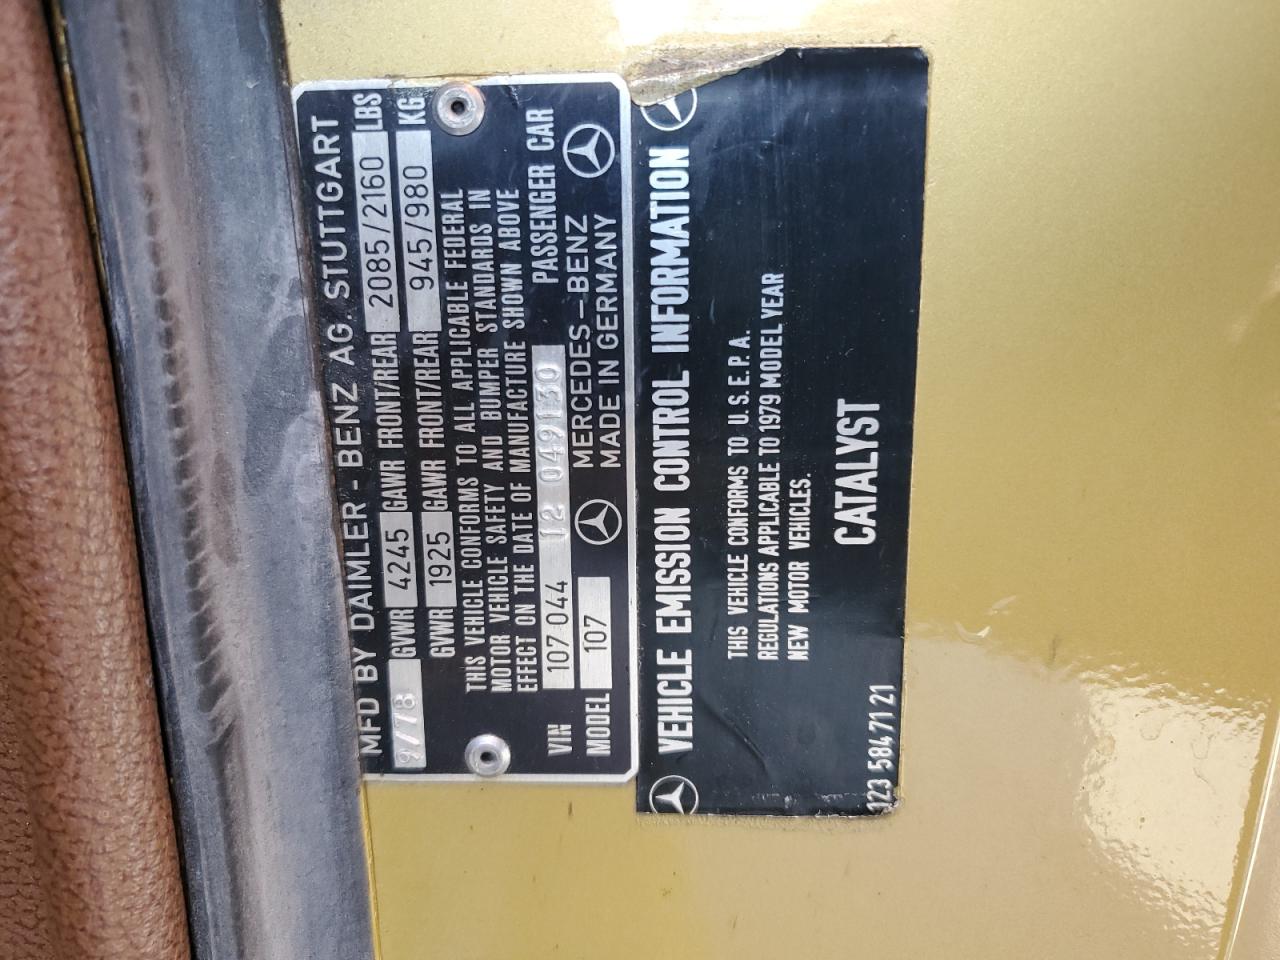 MFD BY DAIMLER - BENZ AG. STUTTGART
9/78 GVWR 4245 GAWR FRONT/REAR 2085/2160 LBS
GVWR 1925 GAWR FRONT/REAR 945/980 KG
THIS VEHICLE CONFORMS TO ALL APPLICABLE FEDERAL
MOTOR VEHICLE SAFETY AND BUMPER STANDARDS IN
EFFECT ON THE DATE OF MANUFACTURE SHOWN ABOVE
VIN 107 044 12 049130 PASSENGER CAR
MODEL 107 MERCEDES-BENZ
MADE IN GERMANY
VEHICLE EMISSION CONTROL INFORMATION
THIS VEHICLE CONFORMS TO U.S.E.P.A.
REGULATIONS APPLICABLE TO 1979 MODEL YEAR
NEW MOTOR VEHICLES.
CATALYST
123 584 71 21